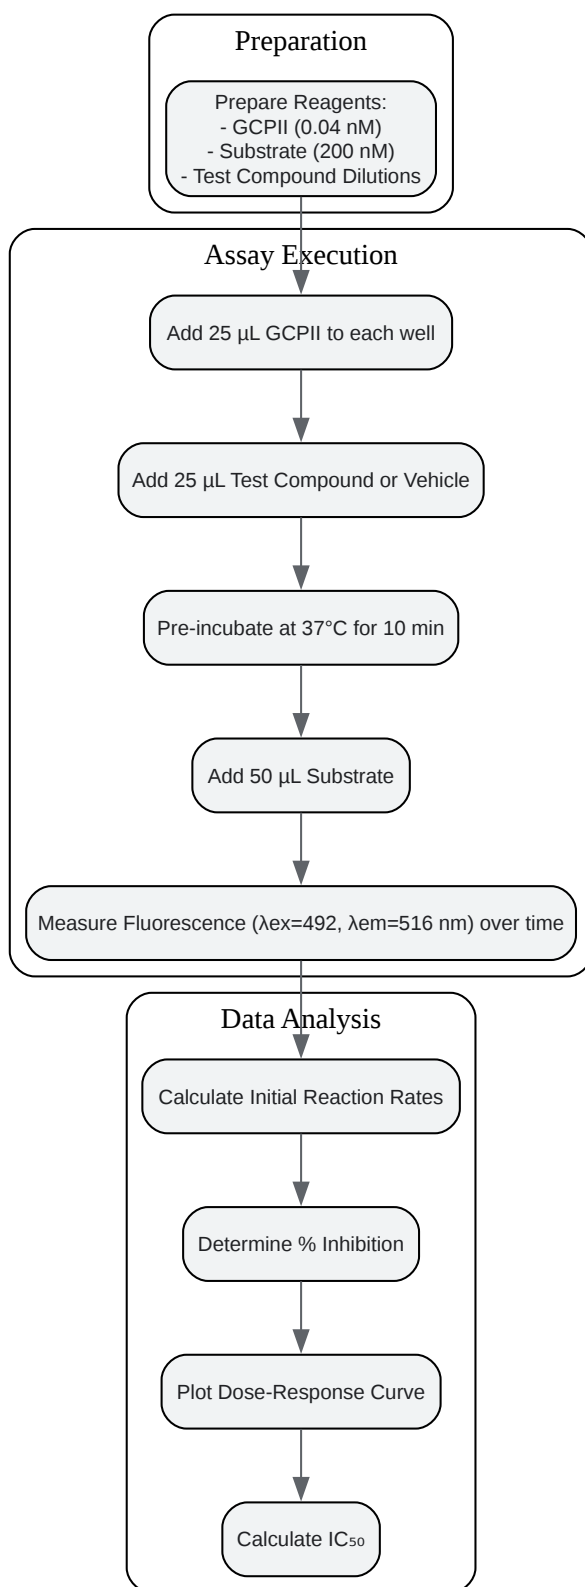 Preparation
Prepare Reagents:
- GCPII (0.04 nM)
- Substrate (200 nM)
- Test Compound Dilutions
Assay Execution
Add 25 µL GCPII to each well
Add 25 µL Test Compound or Vehicle
Pre-incubate at 37°C for 10 min
Add 50 µL Substrate
Measure Fluorescence (λex=492, λem=516 nm) over time
Data Analysis
Calculate Initial Reaction Rates
Determine % Inhibition
Plot Dose-Response Curve
Calculate IC₅₀